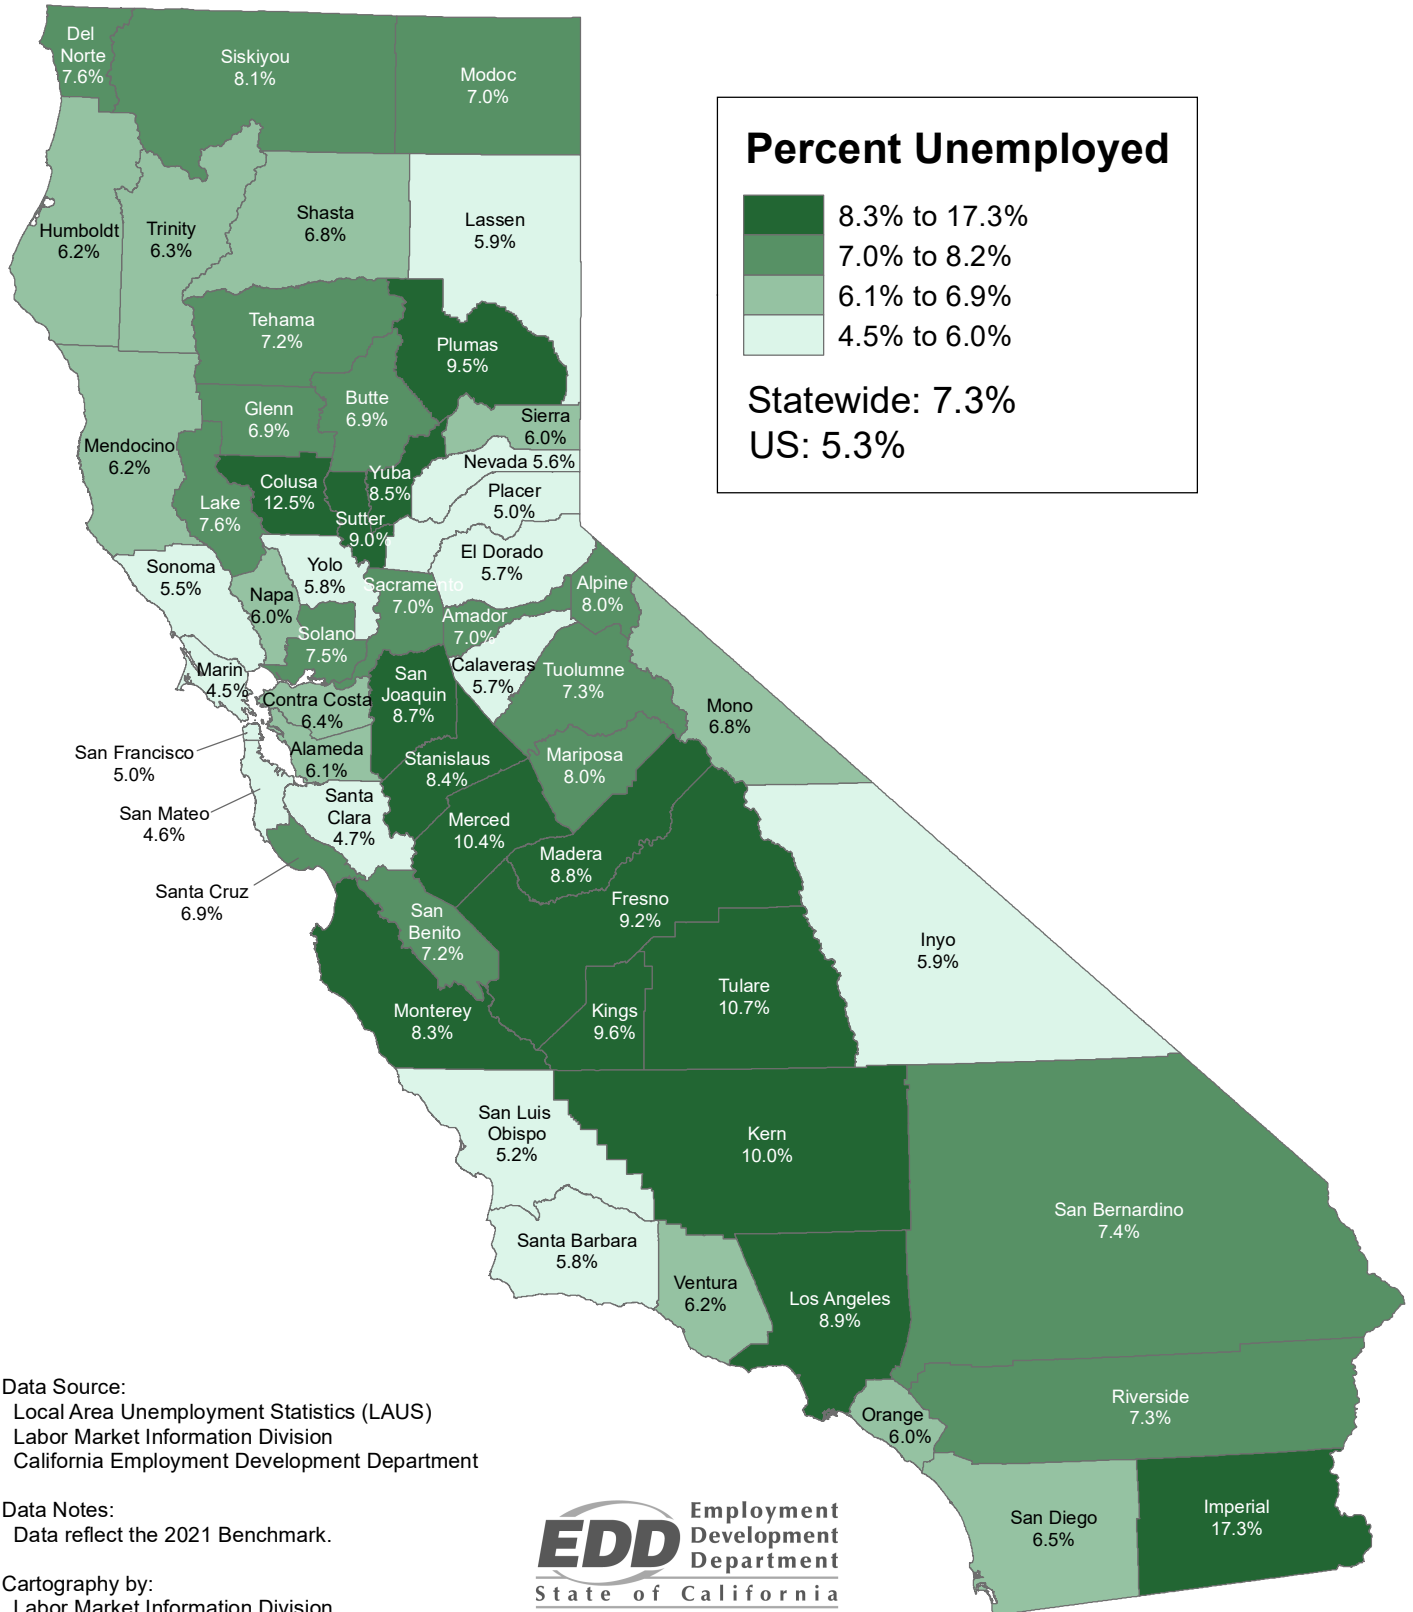 Del
Norte
7.6%
Siskiyou
8.1%
Modoc
7.0%
Percent Unemployed
8.3% to 17.3%
7.0% to 8.2%
6.1% to 6.9%
4.5% to 6.0%
Statewide: 7.3%
US: 5.3%
Humboldt
6.2%
Trinity
6.3%
Shasta
6.8%
Lassen
5.9%
Tehama
7.2%
Plumas
9.5%
Glenn
6.9%
Butte
6.9%
Sierra
6.0%
Mendocino
6.2%
Nevada 5.6%
Lake
7.6%
Colusa
12.5%
Yuba
8.5%
Placer
5.0%
Sutter
9.0%
El Dorado
5.7%
Sonoma
5.5%
Yolo
5.8%
Napa
6.0%
Sacramento
7.0%
Alpine
8.0%
Amador
7.0%
Solano
7.5%
Marin
4.5%
Calaveras
5.7%
Tuolumne
7.3%
San
Joaquin
8.7%
Contra Costa
6.4%
Mono
6.8%
San Francisco
5.0%
Alameda
6.1%
Stanislaus
8.4%
Mariposa
8.0%
San Mateo
4.6%
Santa
Clara
4.7%
Merced
10.4%
Madera
8.8%
Santa Cruz
6.9%
San
Benito
7.2%
Fresno
9.2%
Inyo
5.9%
Monterey
8.3%
Kings
9.6%
Tulare
10.7%
San Luis
Obispo
5.2%
Kern
10.0%
San Bernardino
7.4%
Santa Barbara
5.8%
Ventura
6.2%
Los Angeles
8.9%
Orange
6.0%
Riverside
7.3%
San Diego
6.5%
Imperial
17.3%
Data Source:
Local Area Unemployment Statistics (LAUS)
Labor Market Information Division
California Employment Development Department
Data Notes:
Data reflect the 2021 Benchmark.
Cartography by:
Labor Market Information Division
EDD
Employment
Development
Department
State of California